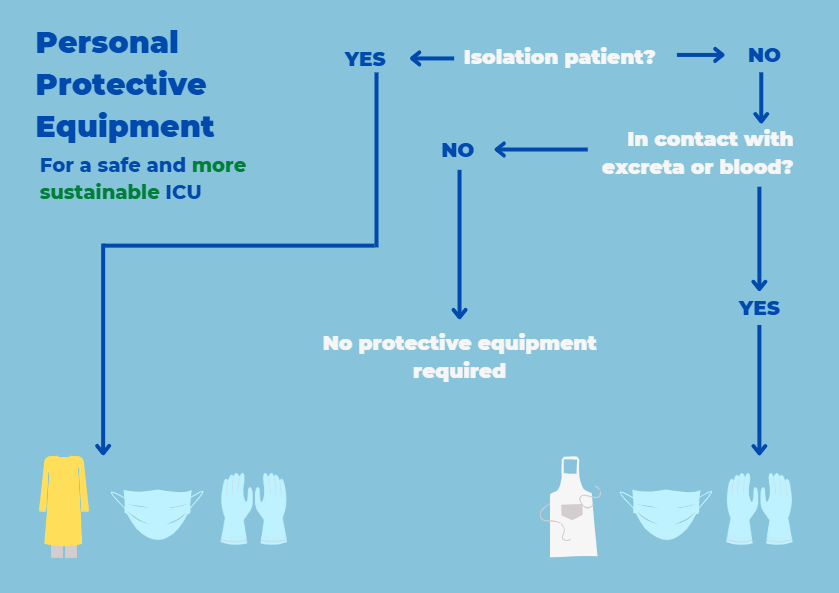 Personal
Protective
Equipment
For a safe and more
sustainable ICU
YES
Isolation patient?
NO
In contact with
excreta or blood?
NO
YES
No protective equipment
required